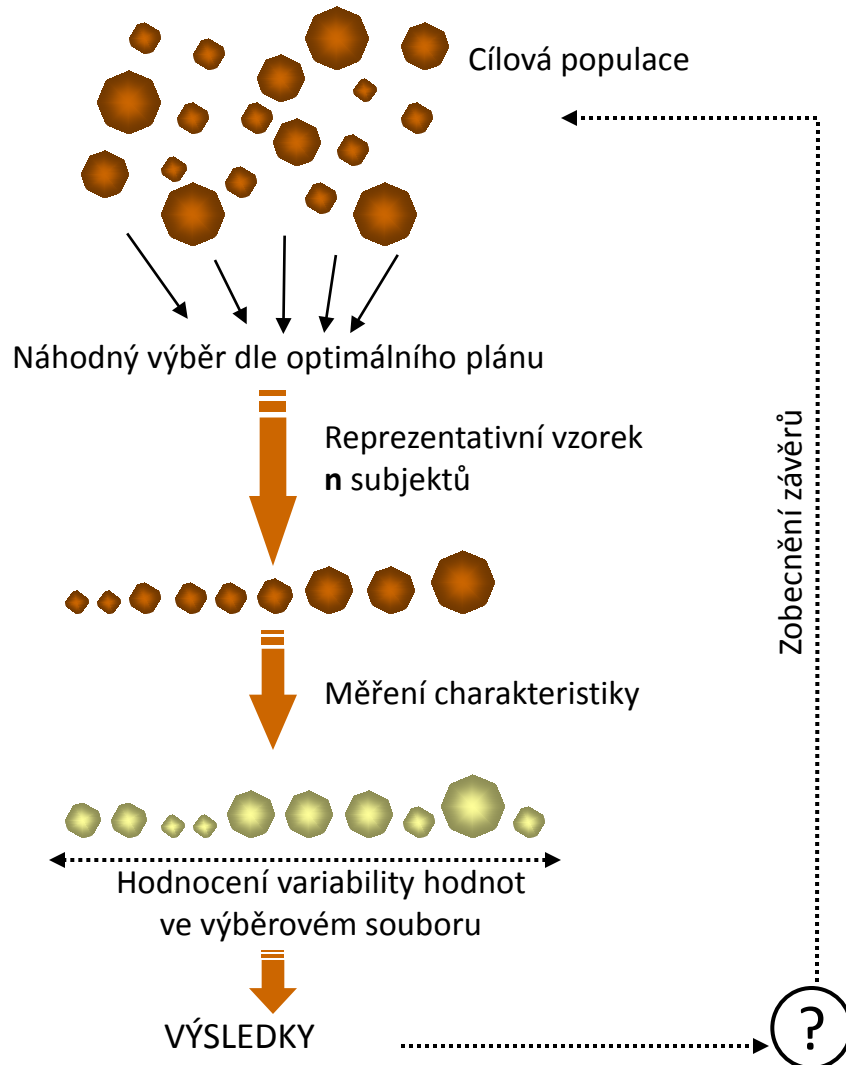 Cílová populace
Náhodný výběr dle optimálního plánu
Reprezentativní vzorek
n subjektů
Měření charakteristiky
Hodnocení variability hodnot
ve výběrovém souboru
VÝSLEDKY
?
Zobecnění závěrů